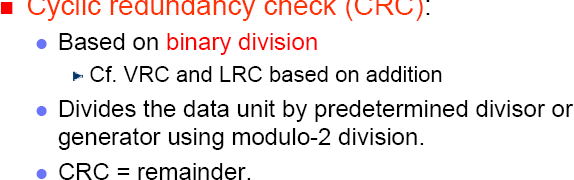 Cyclic redundancy check (CRC):
Based on binary division
Cf. VRC and LRC based on addition
Divides the data unit by predetermined divisor or
generator using modulo-2 division.
CRC = remainder.